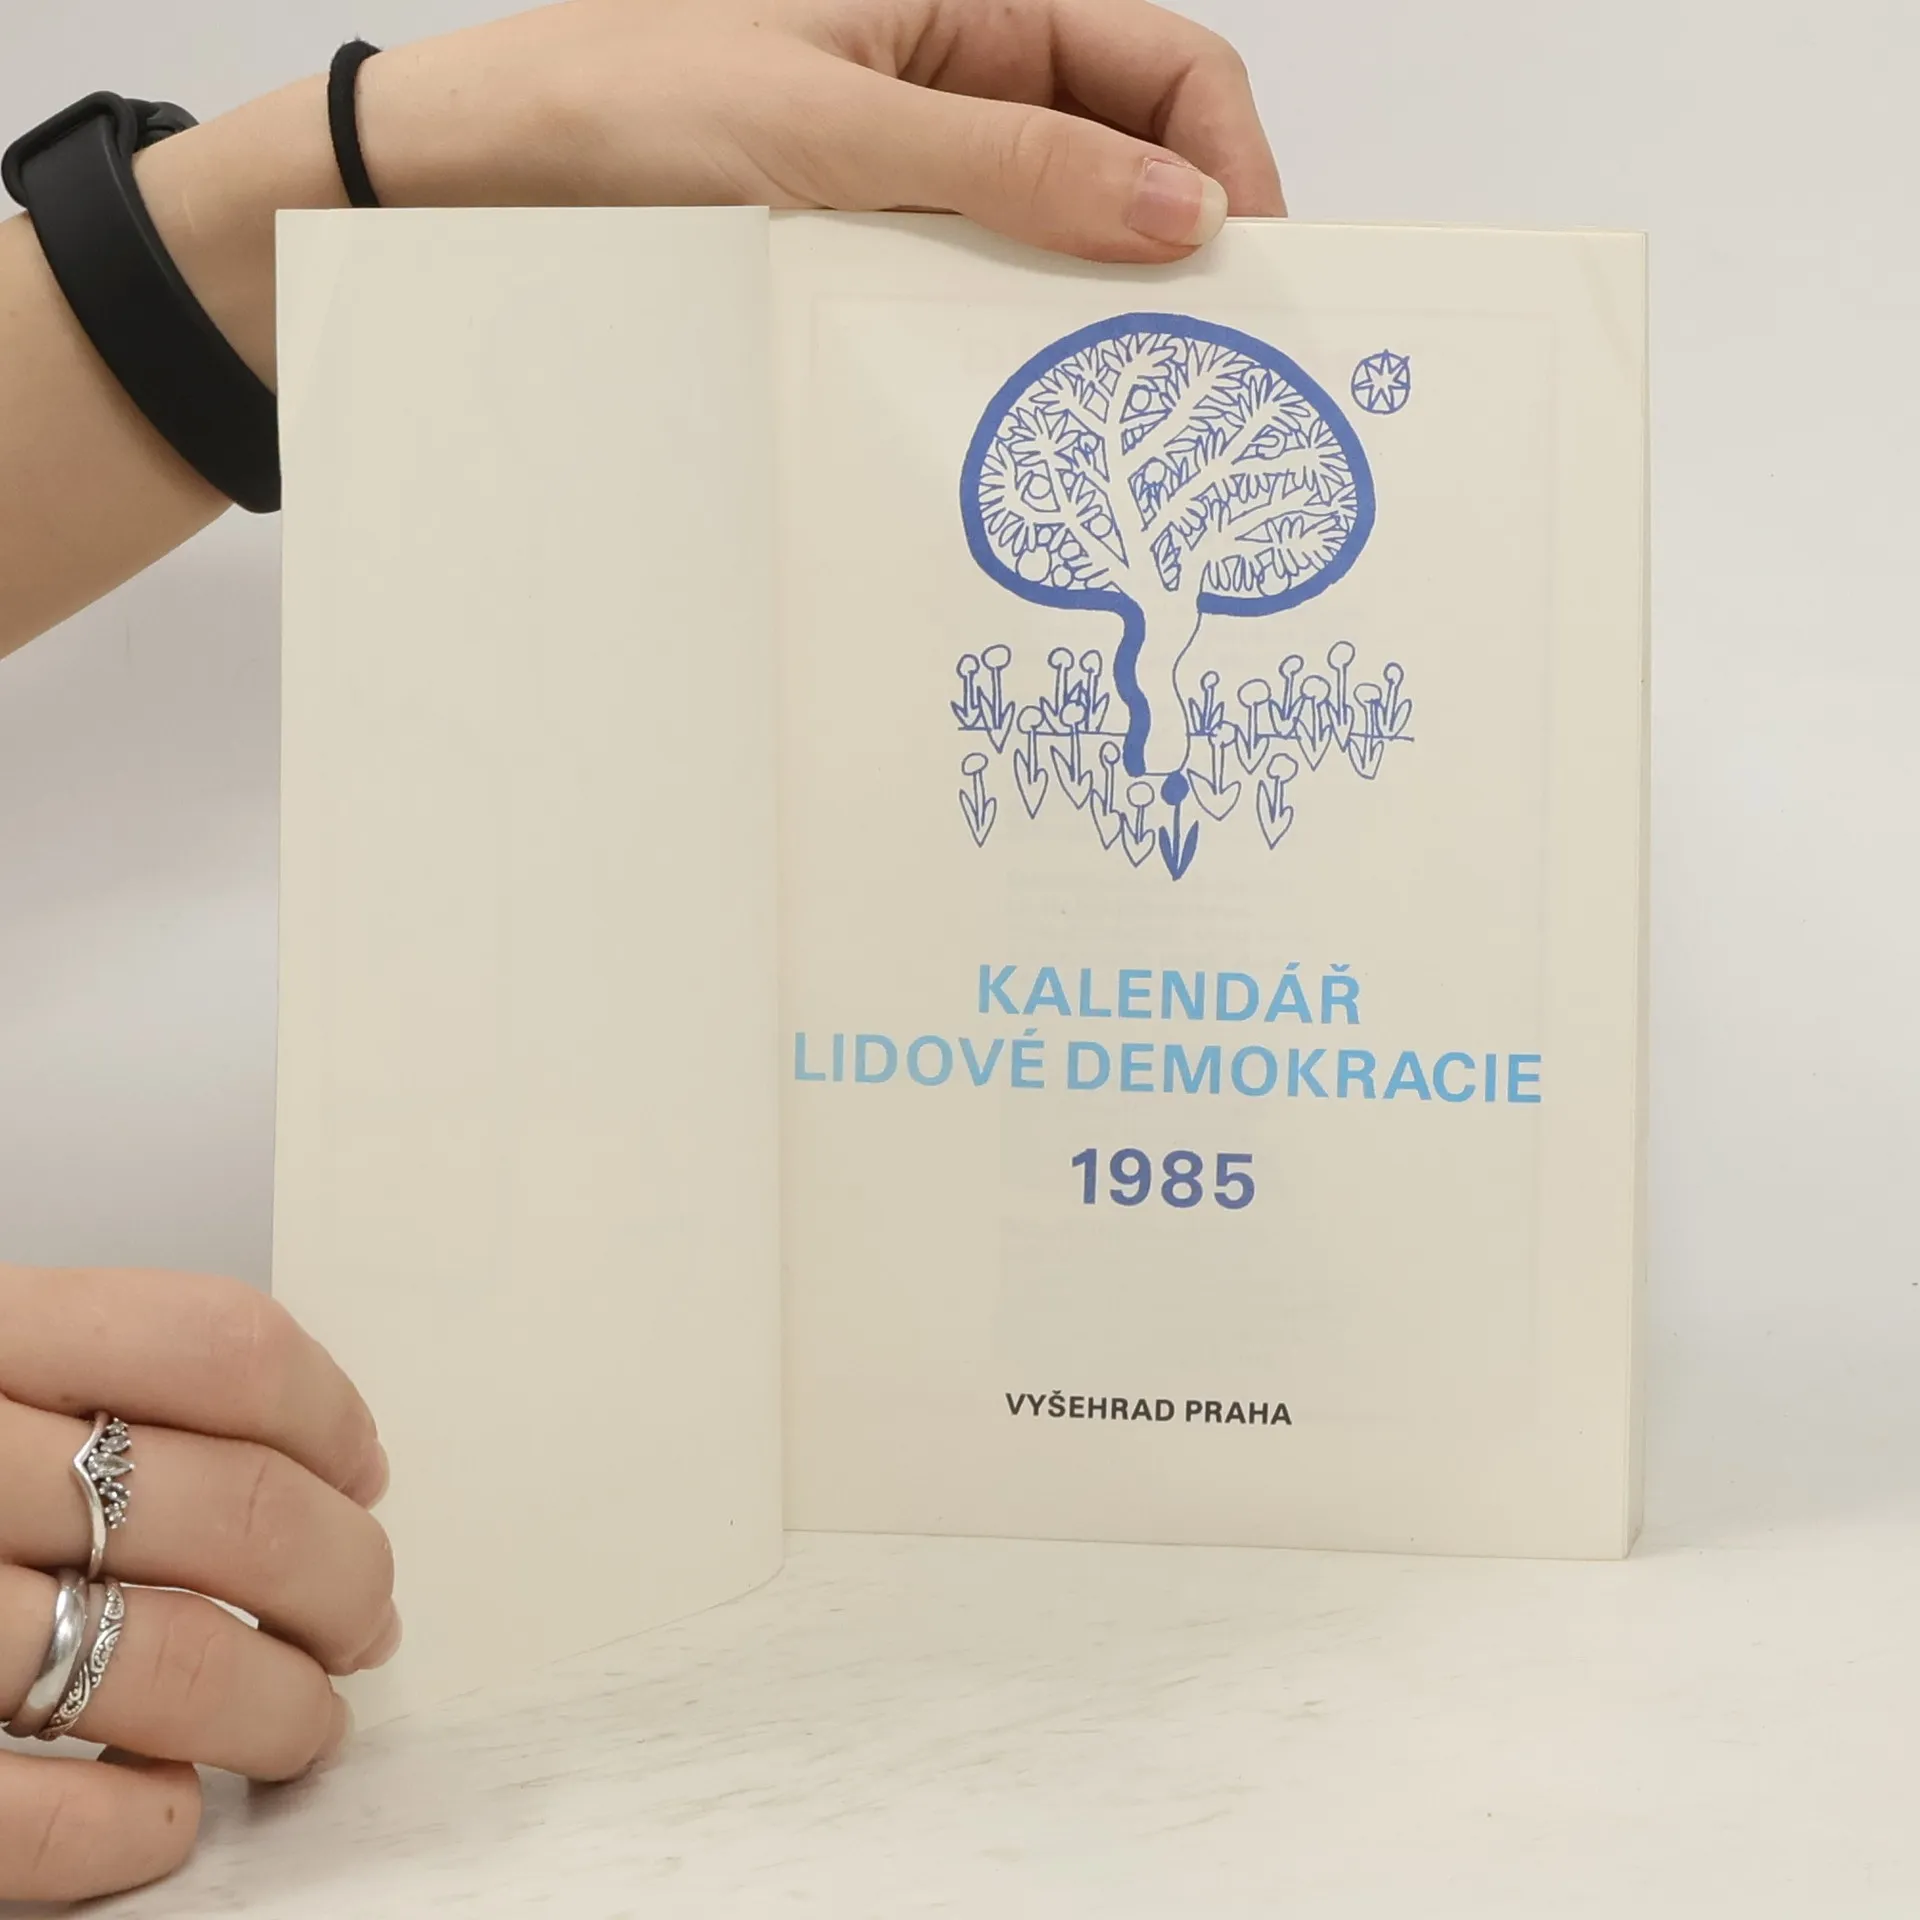 KALENDÁŘ
LIDOVÉ DEMOKRACIE
1985
VYŠEHRAD PRAHA